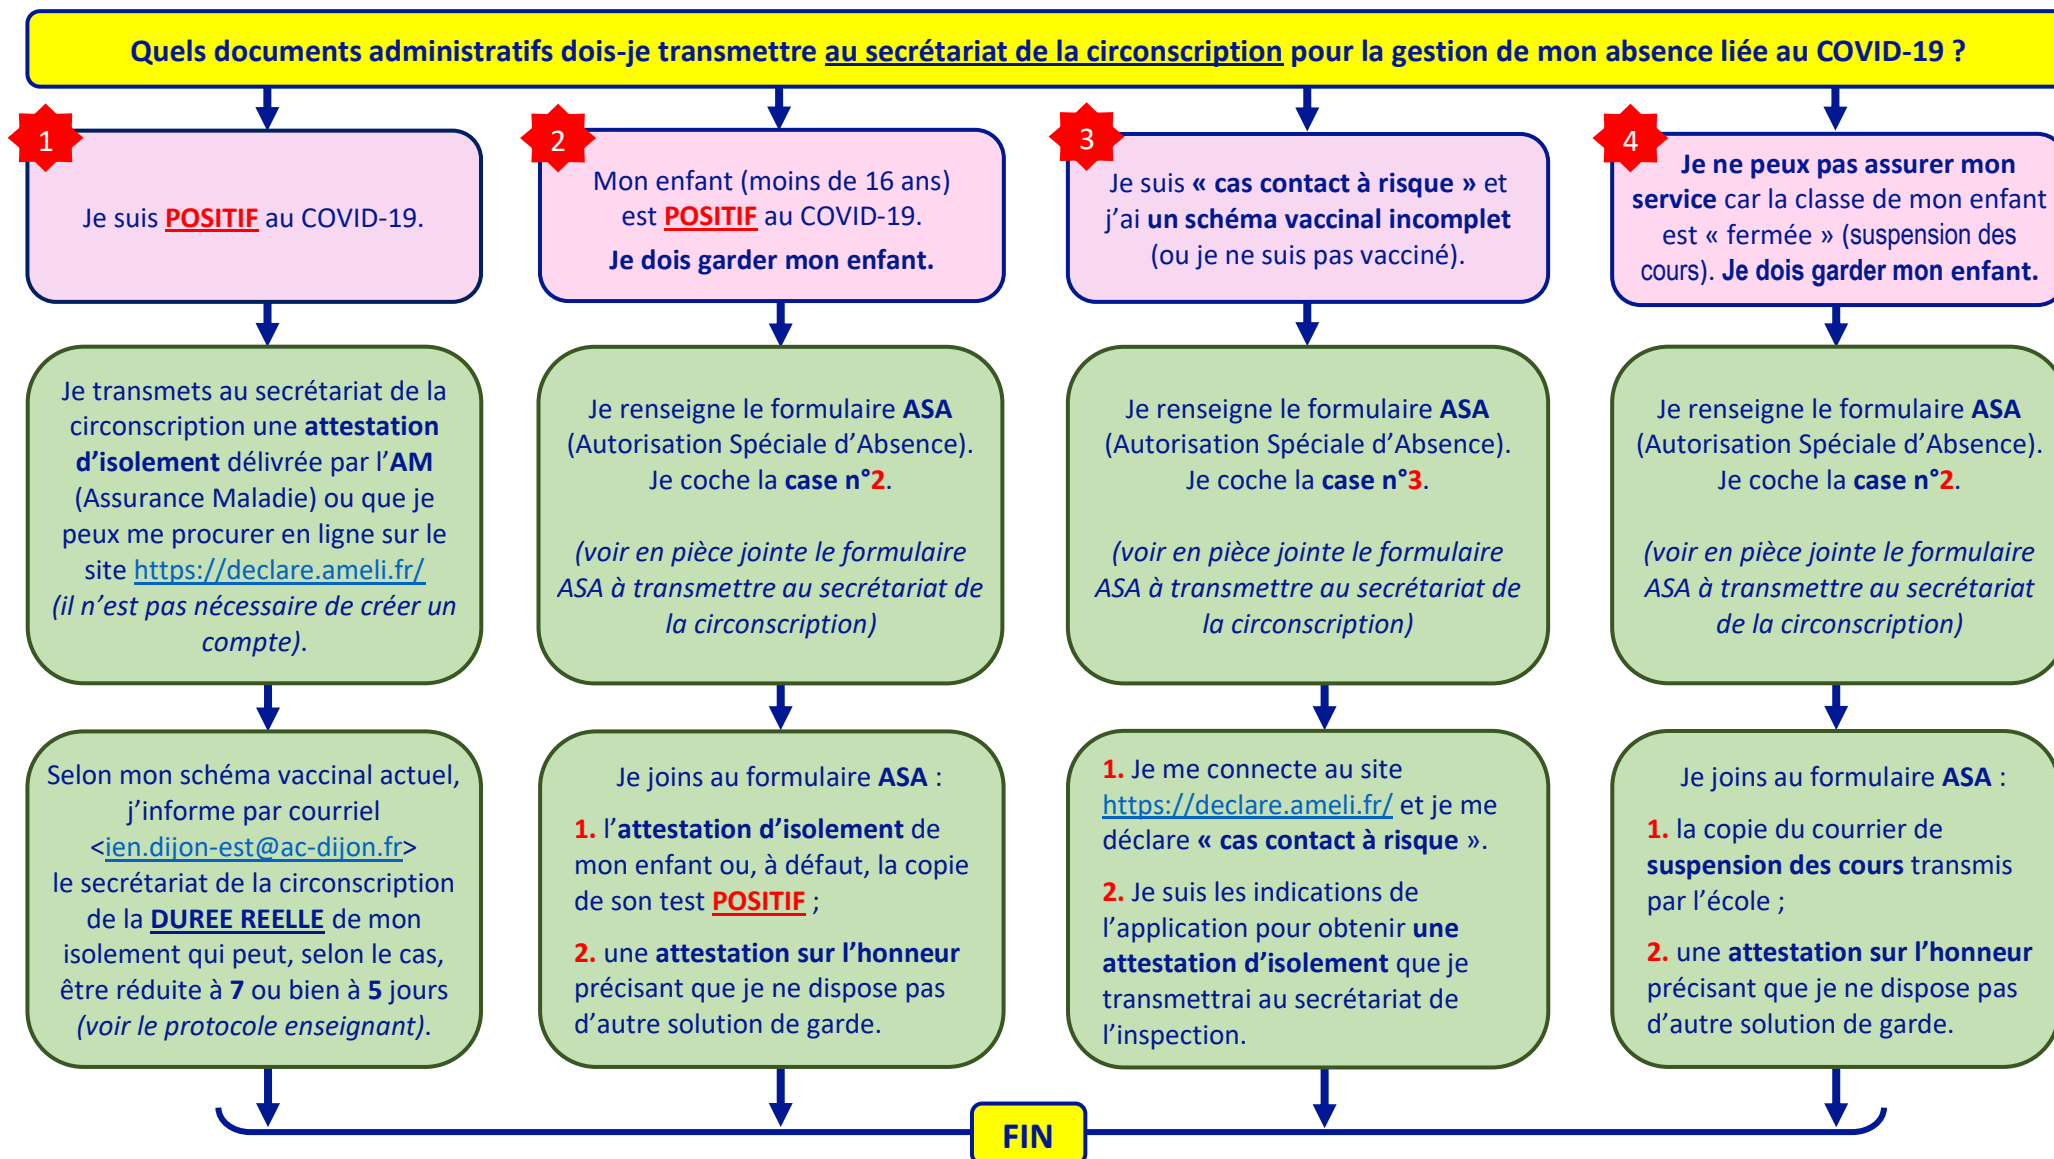 Quels documents administratifs dois-je transmettre au secrétariat de la circonscription pour la gestion de mon absence liée au COVID-19 ?
1
Je suis POSITIF au COVID-19.
Je transmets au secrétariat de la
circonscription une attestation
d’isolement délivrée par l’AM
(Assurance Maladie) ou que je
peux me procurer en ligne sur le
site https://declare.ameli.fr/
(il n’est pas nécessaire de créer un
compte).
Selon mon schéma vaccinal actuel,
j’informe par courriel
<ien.dijon-est@ac-dijon.fr>
le secrétariat de la circonscription
de la DUREE REELLE de mon
isolement qui peut, selon le cas,
être réduite à 7 ou bien à 5 jours
(voir le protocole enseignant).
2
Mon enfant (moins de 16 ans)
est POSITIF au COVID-19.
Je dois garder mon enfant.
Je renseigne le formulaire ASA
(Autorisation Spéciale d’Absence).
Je coche la case n°2.
(voir en pièce jointe le formulaire
ASA à transmettre au secrétariat de
la circonscription)
Je joins au formulaire ASA :
1. l’attestation d’isolement de
mon enfant ou, à défaut, la copie
de son test POSITIF ;
2. une attestation sur l’honneur
précisant que je ne dispose pas
d’autre solution de garde.
3
Je suis « cas contact à risque » et
j’ai un schéma vaccinal incomplet
(ou je ne suis pas vacciné).
Je renseigne le formulaire ASA
(Autorisation Spéciale d’Absence).
Je coche la case n°3.
(voir en pièce jointe le formulaire
ASA à transmettre au secrétariat de
la circonscription)
1. Je me connecte au site
https://declare.ameli.fr/ et je me
déclare « cas contact à risque ».
2. Je suis les indications de
l’application pour obtenir une
attestation d’isolement que je
transmettrai au secrétariat de
l’inspection.
4
Je ne peux pas assurer mon
service car la classe de mon enfant
est « fermée » (suspension des
cours). Je dois garder mon enfant.
Je renseigne le formulaire ASA
(Autorisation Spéciale d’Absence).
Je coche la case n°2.
(voir en pièce jointe le formulaire
ASA à transmettre au secrétariat
de la circonscription)
Je joins au formulaire ASA :
1. la copie du courrier de
suspension des cours transmis
par l’école ;
2. une attestation sur l’honneur
précisant que je ne dispose pas
d’autre solution de garde.
FIN